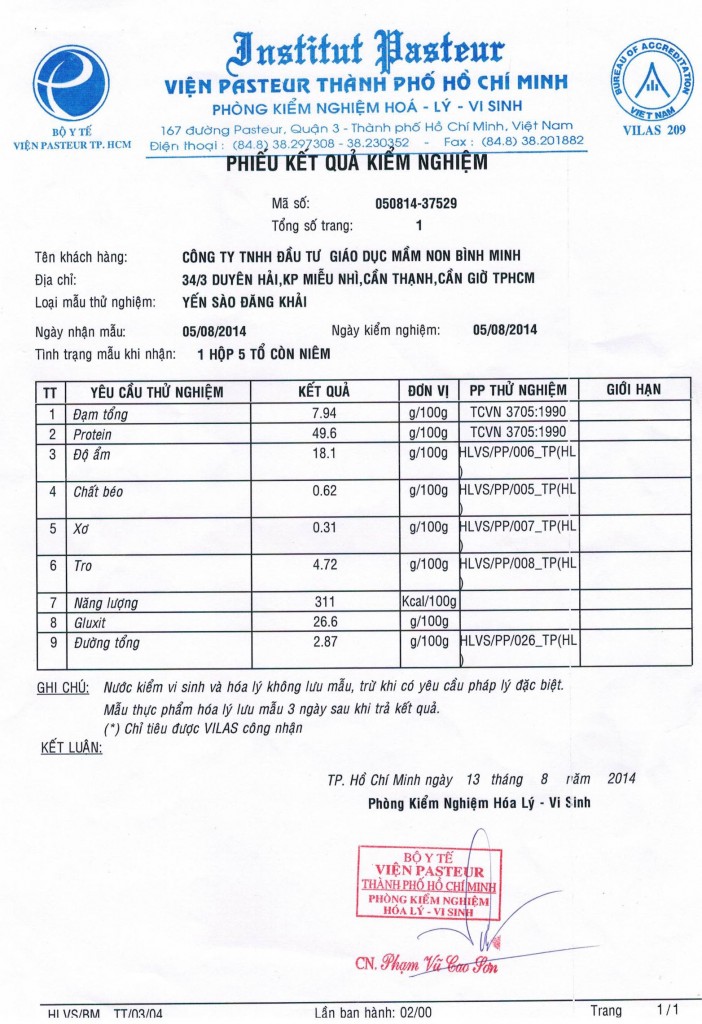 Institut Pasteur
VIỆN PASTEUR THÀNH PHỐ HỒ CHÍ MINH
PHÒNG KIỂM NGHIỆM HOÁ - LÝ - VI SINH
167 đường Pasteur, Quận 3 - Thành phố Hồ Chí Minh, Việt Nam
Điện thoại : (84.8) 38.297308 - 38.230352 - Fax : (84.8) 38.201882
BỘ Y TẾ
VIỆN PASTEUR TP. HCM
BUREAU OF ACCREDITATION
VIET NAM
VILAS 209
PHIẾU KẾT QUẢ KIỂM NGHIỆM
Mã số: 050814-37529
Tổng số trang: 1
Tên khách hàng: CÔNG TY TNHH ĐẦU TƯ GIÁO DỤC MẦM NON BÌNH MINH
Địa chỉ: 34/3 DUYÊN HẢI,KP MIỄU NHÌ,CẦN THẠNH,CẦN GIỜ TPHCM
Loại mẫu thử nghiệm: YẾN SÀO ĐĂNG KHẢI
Ngày nhận mẫu: 05/08/2014 Ngày kiểm nghiệm: 05/08/2014
Tình trạng mẫu khi nhận: 1 HỘP 5 TỔ CÒN NIÊM
TT YÊU CẦU THỬ NGHIỆM KẾT QUẢ ĐƠN VỊ PP THỬ NGHIỆM GIỚI HẠN
1 Đạm tổng 7.94 g/100g TCVN 3705:1990
2 Protein 49.6 g/100g TCVN 3705:1990
3 Độ ẩm 18.1 g/100g HLVS/PP/006_TP(HL
)
4 Chất béo 0.62 g/100g HLVS/PP/005_TP(HL
)
5 Xơ 0.31 g/100g HLVS/PP/007_TP(HL
)
6 Tro 4.72 g/100g HLVS/PP/008_TP(HL
)
7 Năng lượng 311 Kcal/100g
8 Gluxit 26.6 g/100g
9 Đường tổng 2.87 g/100g HLVS/PP/026_TP(HL
)
GHI CHÚ: Nước kiểm vi sinh và hóa lý không lưu mẫu, trừ khi có yêu cầu pháp lý đặc biệt.
Mẫu thực phẩm hóa lý lưu mẫu 3 ngày sau khi trả kết quả.
(*) Chỉ tiêu được VILAS công nhận
KẾT LUẬN:
TP. Hồ Chí Minh ngày 13 tháng 8 năm 2014
Phòng Kiểm Nghiệm Hóa Lý - Vi Sinh
BỘ Y TẾ
VIỆN PASTEUR
THÀNH PHỐ HỒ CHÍ MINH
PHÒNG KIỂM NGHIỆM
HÓA LÝ - VI SINH
CN. Phạm Vũ Cao Sơn
HLVS/BM TT/03/04 Lần ban hành: 02/00 Trang 1/1